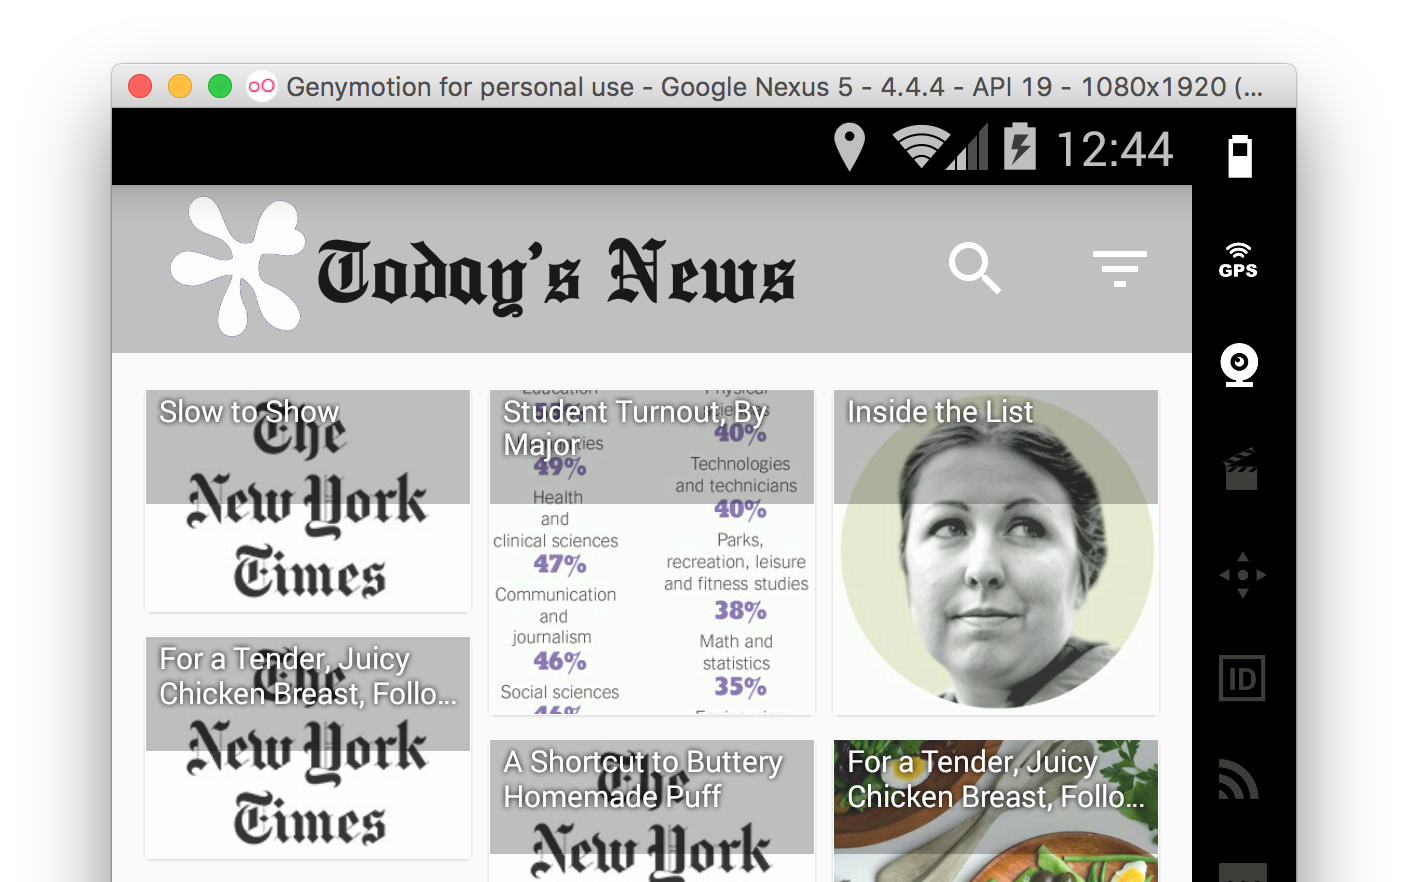 Genymotion for personal use - Google Nexus 5 - 4.4.4 - API 19 - 1080x1920 (...
12:44
GPS
Today's News
Slow to Show
The
New York
Times
Student Turnout, By
Major
Education
49%
Health
and
clinical sciences
47%
Communication
and
journalism
46%
Social sciences
46%
Physical
sciences
40%
Technologies
and technicians
40%
Parks,
recreation, leisure
and fitness studies
38%
Math and
statistics
35%
Inside the List
For a Tender, Juicy
Chicken Breast, Follo...
The
New York
Times
A Shortcut to Buttery
Homemade Puff
The
New York
For a Tender, Juicy
Chicken Breast, Follo...
ID